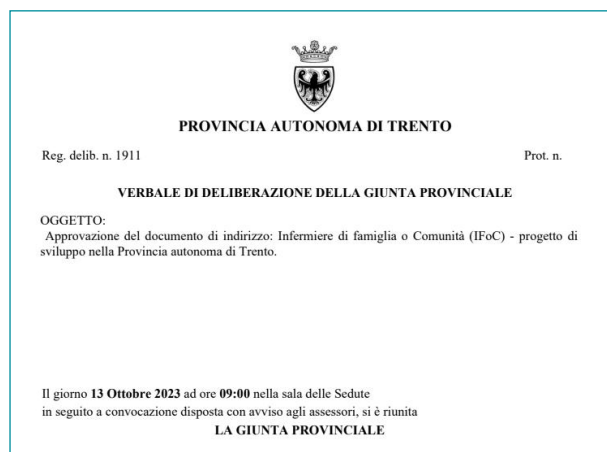 PROVINCIA AUTONOMA DI TRENTO
Reg. delib. n. 1911 Prot. n.
VERBALE DI DELIBERAZIONE DELLA GIUNTA PROVINCIALE
OGGETTO:
Approvazione del documento di indirizzo: Infermiere di famiglia o Comunità (IFoC) - progetto di
sviluppo nella Provincia autonoma di Trento.
Il giorno 13 Ottobre 2023 ad ore 09:00 nella sala delle Sedute
in seguito a convocazione disposta con avviso agli assessori, si è riunita
LA GIUNTA PROVINCIALE